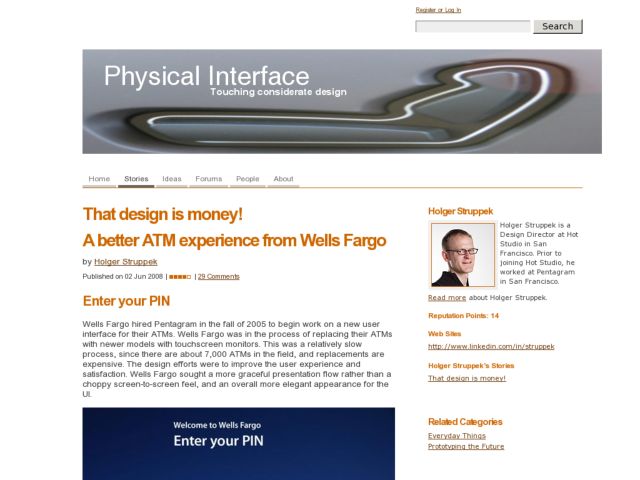 Register or Log In
Search
Physical Interface
Touching considerate design
Home Stories Ideas Forums People About
That design is money!
A better ATM experience from Wells Fargo
by Holger Struppek
Published on 02 Jun 2008 | | 29 Comments
Enter your PIN
Wells Fargo hired Pentagram in the fall of 2005 to begin work on a new
user interface for their ATMs. Wells Fargo was in the process of replacing their ATMs
with newer models with touchscreen monitors. This was a relatively
slow process, since there are about 7,000 ATMs in the field, and replacements are
expensive. The design efforts were to improve the user experience and
satisfaction. Wells Fargo sought a more graceful presentation flow rather than a
choppy screen-to-screen feel, and an overall more elegant appearance for the
UI.
Welcome to Wells Fargo
Enter your PIN
Holger Struppek
Holger Struppek is a
Design Director at Hot
Studio in San
Francisco. Prior to
joining Hot Studio, he
worked at Pentagram
in San Francisco.
Read more about Holger Struppek.
Reputation Points: 14
Web Sites
http://www.linkedin.com/in/struppek
Holger Struppek's Stories
That design is money!
Related Categories
Everyday Things
Prototyping the Future